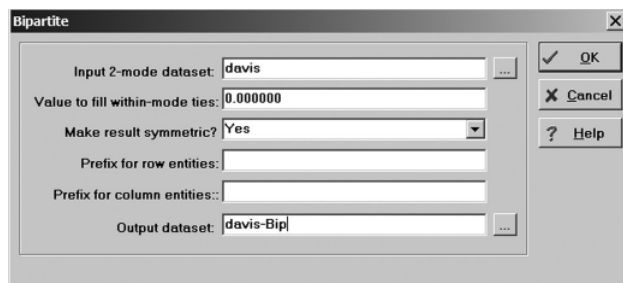 Bipartite
Input 2-mode dataset: davis ...
Value to fill within-mode ties: 0.000000
Make result symmetric? Yes
Prefix for row entities:
Prefix for column entities::
Output dataset: davis-Bip ...
OK
Cancel
? Help